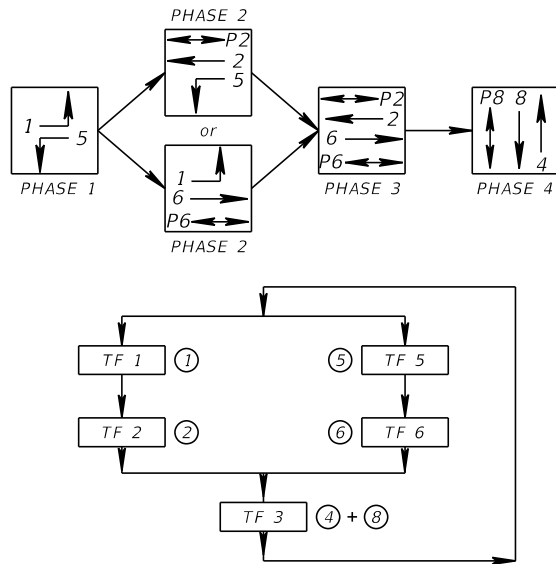 PHASE 2
P2
2
5
1
5
PHASE 1
or
1
6
P6
PHASE 2
P2
2
6
P6
PHASE 3
P8 8
4
PHASE 4
TF 1 1
5 TF 5
TF 2 2
6 TF 6
TF 3 4 + 8